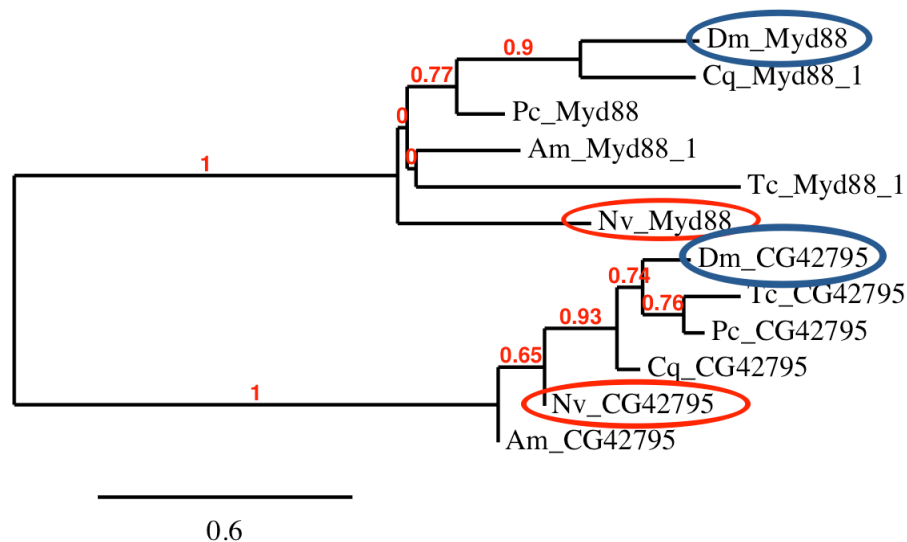 Dm_Myd88
0.9
Cq_Myd88_1
0.77
Pc_Myd88
0
Am_Myd88_1
0
1
Tc_Myd88_1
Nv_Myd88
Dm_CG42795
0.74
Tc_CG42795
0.76
0.93
Pc_CG42795
0.65
Cq_CG42795
1
Nv_CG42795
Am_CG42795
0.6